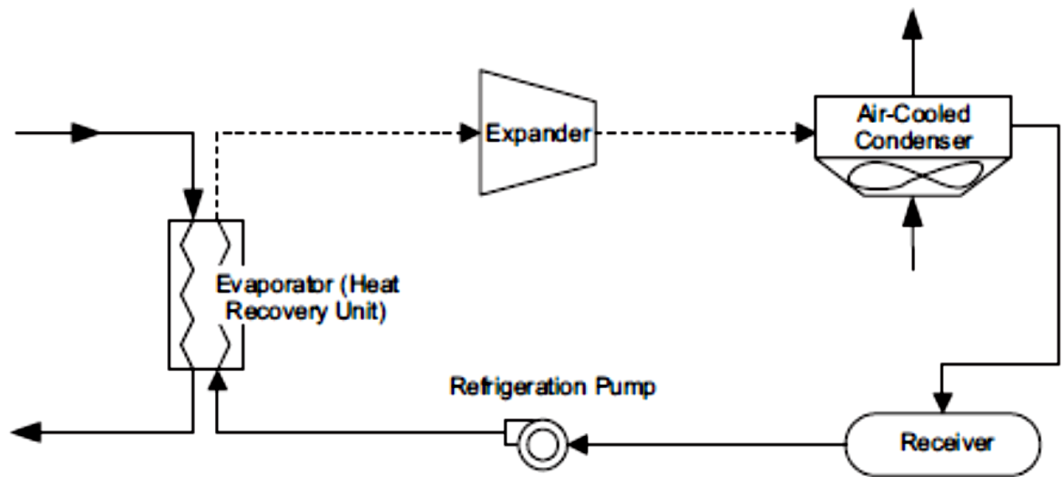 Expander
Air-Cooled
Condenser
Evaporator (Heat
Recovery Unit)
Refrigeration Pump
Receiver